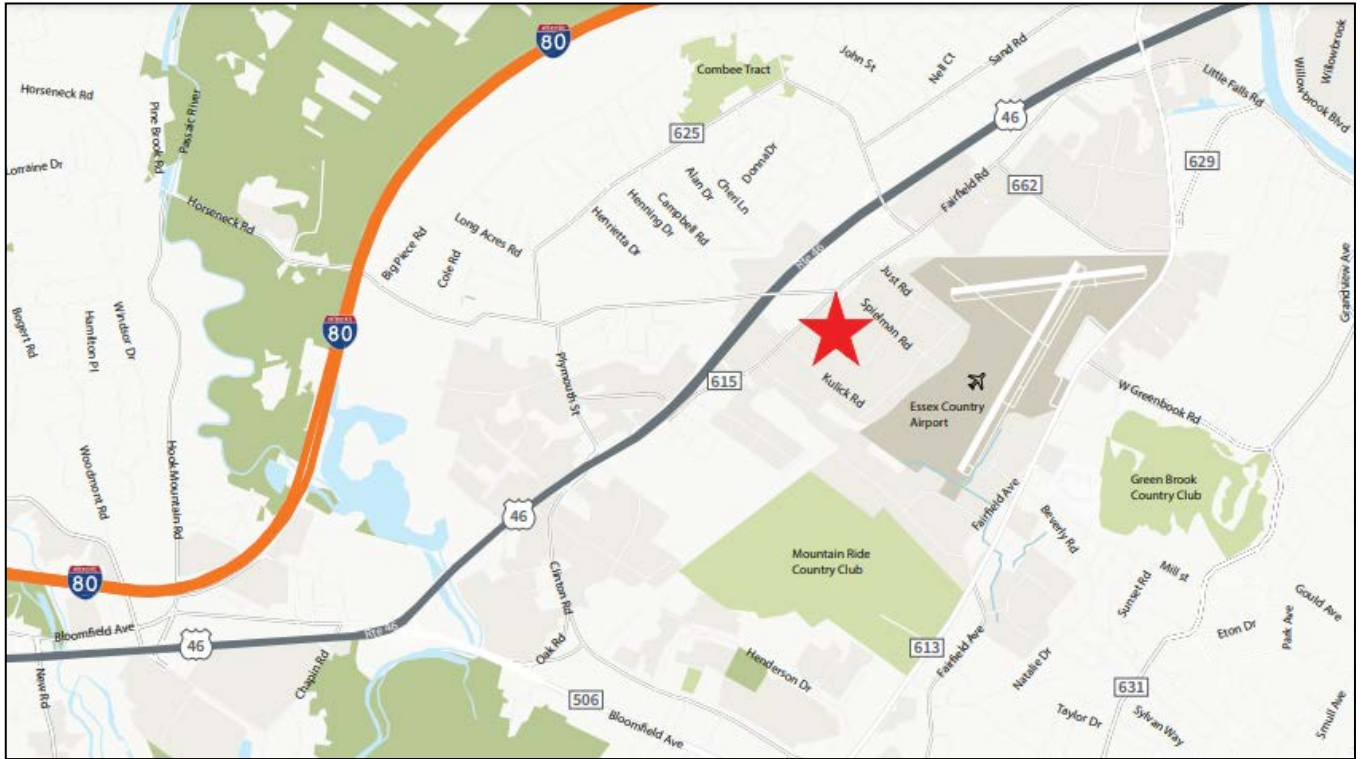 INTERSTATE
80
Combee Tract
John St
Nell Ct
Sand Rd
Willowbrook
Willow-
brook Blvd
Little Falls Rd
Horseneck Rd
Pine Brook Rd
Passaic River
46
625
629
Lorraine Dr
Donna Dr
Cheri Ln
Alan Dr
Campbell Rd
Henning Dr
Henrietta Dr
662
Fairfield Rd
Horseneck Rd
Long Acres Rd
Big Piece Rd
Cole Rd
Rte 46
Just Rd
Spielman Rd
Grandview Ave
Bogert Rd
Hamilton Pl
Windsor Dr
80
Plymouth St
615
Kulick Rd
Essex Country
Airport
W Greenbrook Rd
Woodmont Rd
Hook Mountain Rd
Green Brook
Country Club
46
Fairfield Ave
Beverly Rd
Mountain Ride
Country Club
80
Clinton Rd
Mill st
Sunset Rd
Gould Ave
Park Ave
Eton Dr
Bloomfield Ave
46
Rte 46
Oak Rd
613
Fairfield Ave
Natalie Dr
Henderson Dr
New Rd
Chapin Rd
506
Bloomfield Ave
631
Taylor Dr
Sylvan Way
Smull Ave